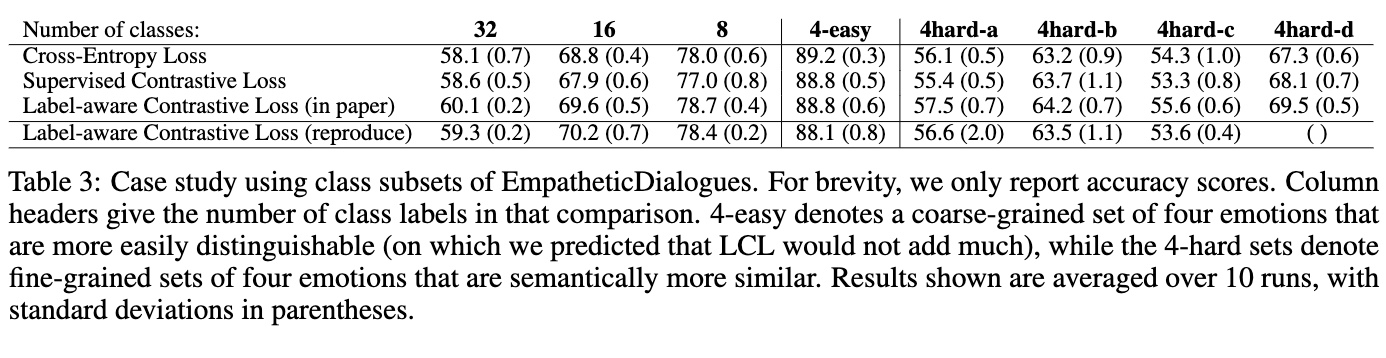 Number of classes: 32 16 8 4-easy 4hard-a 4hard-b 4hard-c 4hard-d
Cross-Entropy Loss 58.1 (0.7) 68.8 (0.4) 78.0 (0.6) 89.2 (0.3) 56.1 (0.5) 63.2 (0.9) 54.3 (1.0) 67.3 (0.6)
Supervised Contrastive Loss 58.6 (0.5) 67.9 (0.6) 77.0 (0.8) 88.8 (0.5) 55.4 (0.5) 63.7 (1.1) 53.3 (0.8) 68.1 (0.7)
Label-aware Contrastive Loss (in paper) 60.1 (0.2) 69.6 (0.5) 78.7 (0.4) 88.8 (0.6) 57.5 (0.7) 64.2 (0.7) 55.6 (0.6) 69.5 (0.5)
Label-aware Contrastive Loss (reproduce) 59.3 (0.2) 70.2 (0.7) 78.4 (0.2) 88.1 (0.8) 56.6 (2.0) 63.5 (1.1) 53.6 (0.4) ( )
Table 3: Case study using class subsets of EmpatheticDialogues. For brevity, we only report accuracy scores. Column
headers give the number of class labels in that comparison. 4-easy denotes a coarse-grained set of four emotions that
are more easily distinguishable (on which we predicted that LCL would not add much), while the 4-hard sets denote
fine-grained sets of four emotions that are semantically more similar. Results shown are averaged over 10 runs, with
standard deviations in parentheses.